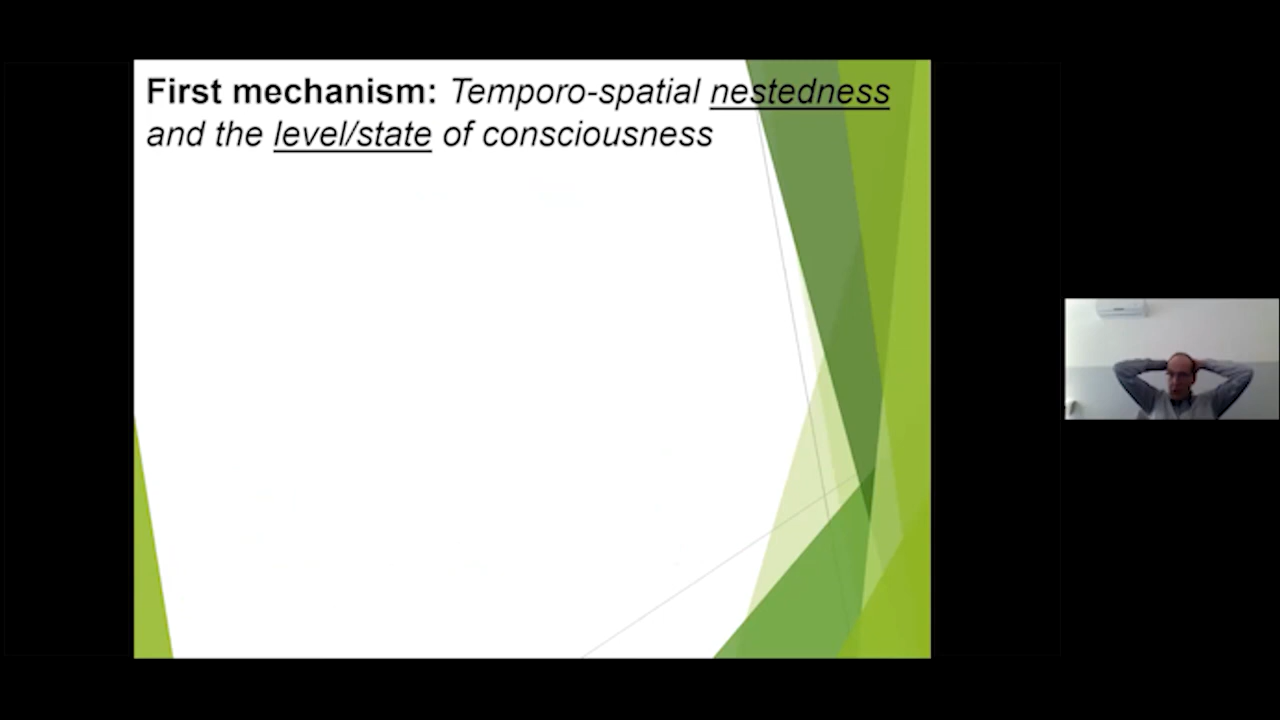 First mechanism: Temporo-spatial nestedness
and the level/state of consciousness